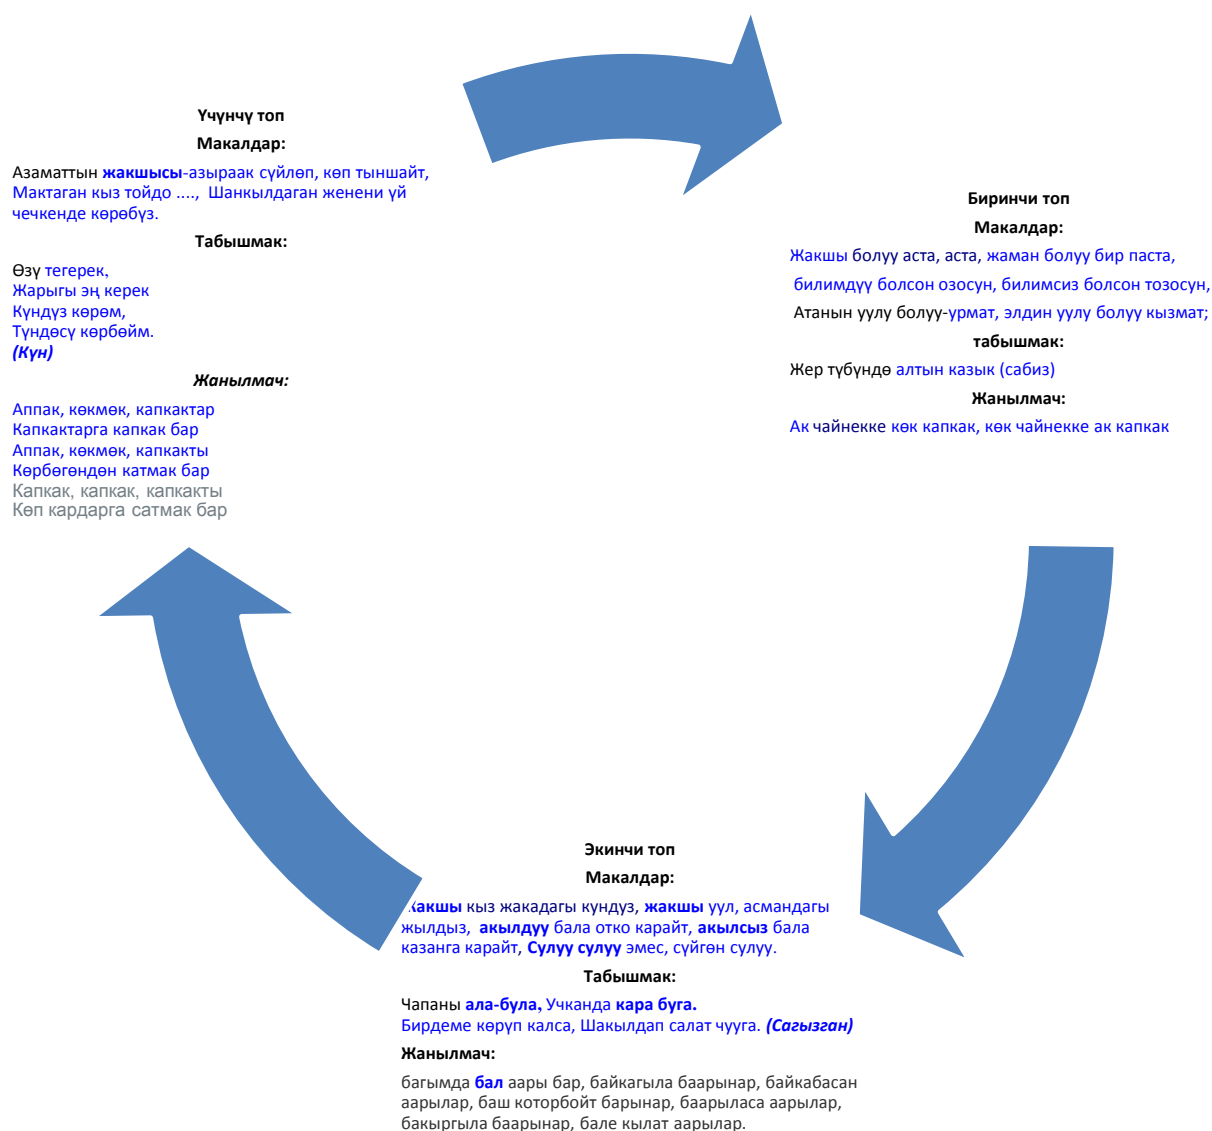 Үчүнчү топ
Макалдар:
Азаматтын жакшысы-азыраак сүйлөп, көп тыншайт,
Мактаган кыз тойдо ...., Шанкылдаган женени үй
чечкенде көрөбүз.
Табышмак:
Өзү тегерек,
Жарыгы эң керек
Күндүз көрөм,
Түндөсү көрбөйм.
(Күн)
Жанылмач:
Аппак, көкмөк, капкактар
Капкактарга капкак бар
Аппак, көкмөк, капкакты
Көрбөгөндөн катмак бар
Капкак, капкак, капкакты
Көп кардарга сатмак бар
Биринчи топ
Макалдар:
Жакшы болуу аста, аста, жаман болуу бир паста,
билимдүү болсон озосун, билимсиз болсон тозосун,
Атанын уулу болуу-урмат, элдин уулу болуу кызмат;
табышмак:
Жер түбүндө алтын казык (сабиз)
Жанылмач:
Ак чайнекке көк капкак, көк чайнекке ак капкак
Экинчи топ
Макалдар:
Жакшы кыз жакадагы кундуз, жакшы уул, асмандагы
жылдыз, акылдуу бала отко карайт, акылсыз бала
казанга карайт, Сулуу сулуу эмес, сүйгөн сулуу.
Табышмак:
Чапаны ала-була, Учканда кара буга.
Бирдеме көрүп калса, Шакылдап салат чууга. (Сагызган)
Жанылмач:
багымда бал аары бар, байкагыла баарынар, байкабасан
аарылар, баш которбойт барынар, баарыласа аарылар,
бакыргыла баарынар, бале кылат аарылар.